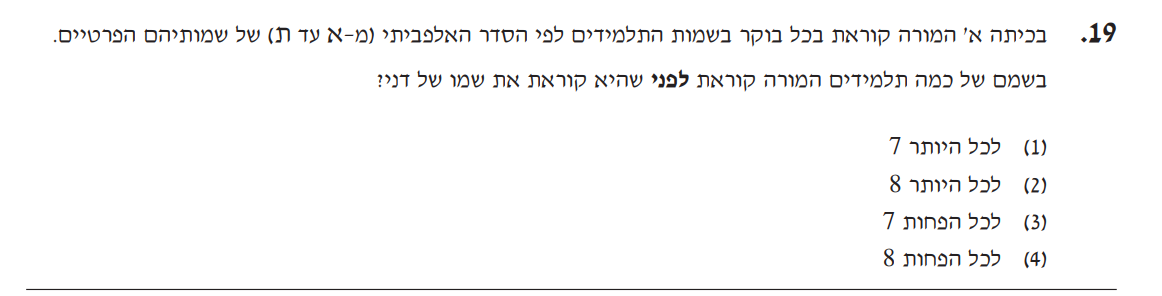 19. בכיתה א' המורה קוראת בכל בוקר בשמות התלמידים לפי הסדר האלפביתי (מ-א עד ת) של שמותיהם הפרטיים.
בשמם של כמה תלמידים המורה קוראת לפני שהיא קוראת את שמו של דני?
(1) לכל היותר 7
(2) לכל היותר 8
(3) לכל הפחות 7
(4) לכל הפחות 8